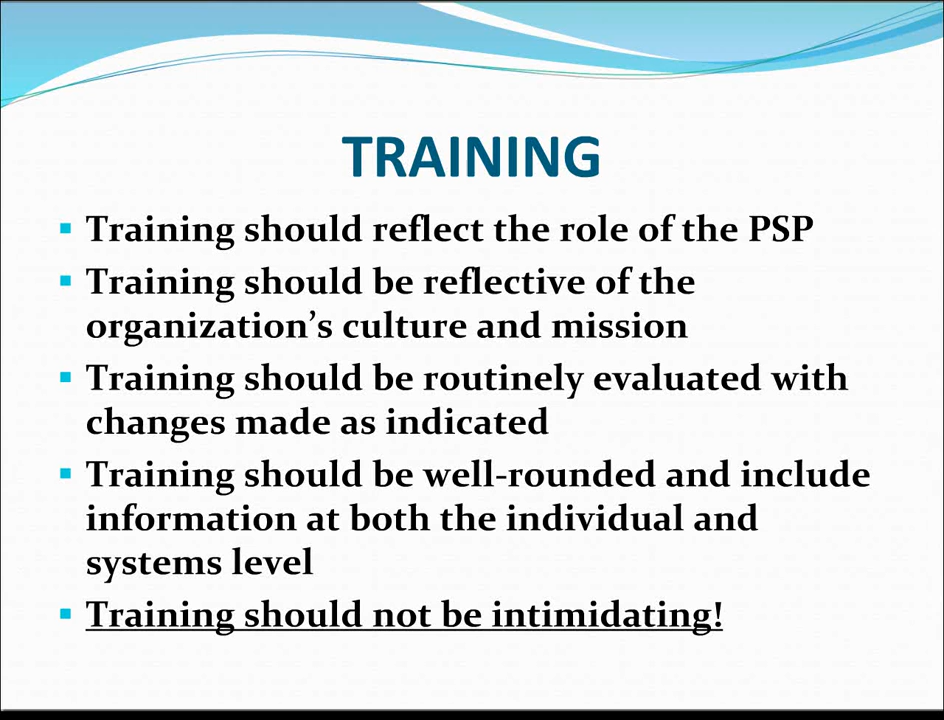 TRAINING
Training should reflect the role of the PSP
Training should be reflective of the
organization’s culture and mission
Training should be routinely evaluated with
changes made as indicated
Training should be well-rounded and include
information at both the individual and
systems level
Training should not be intimidating!